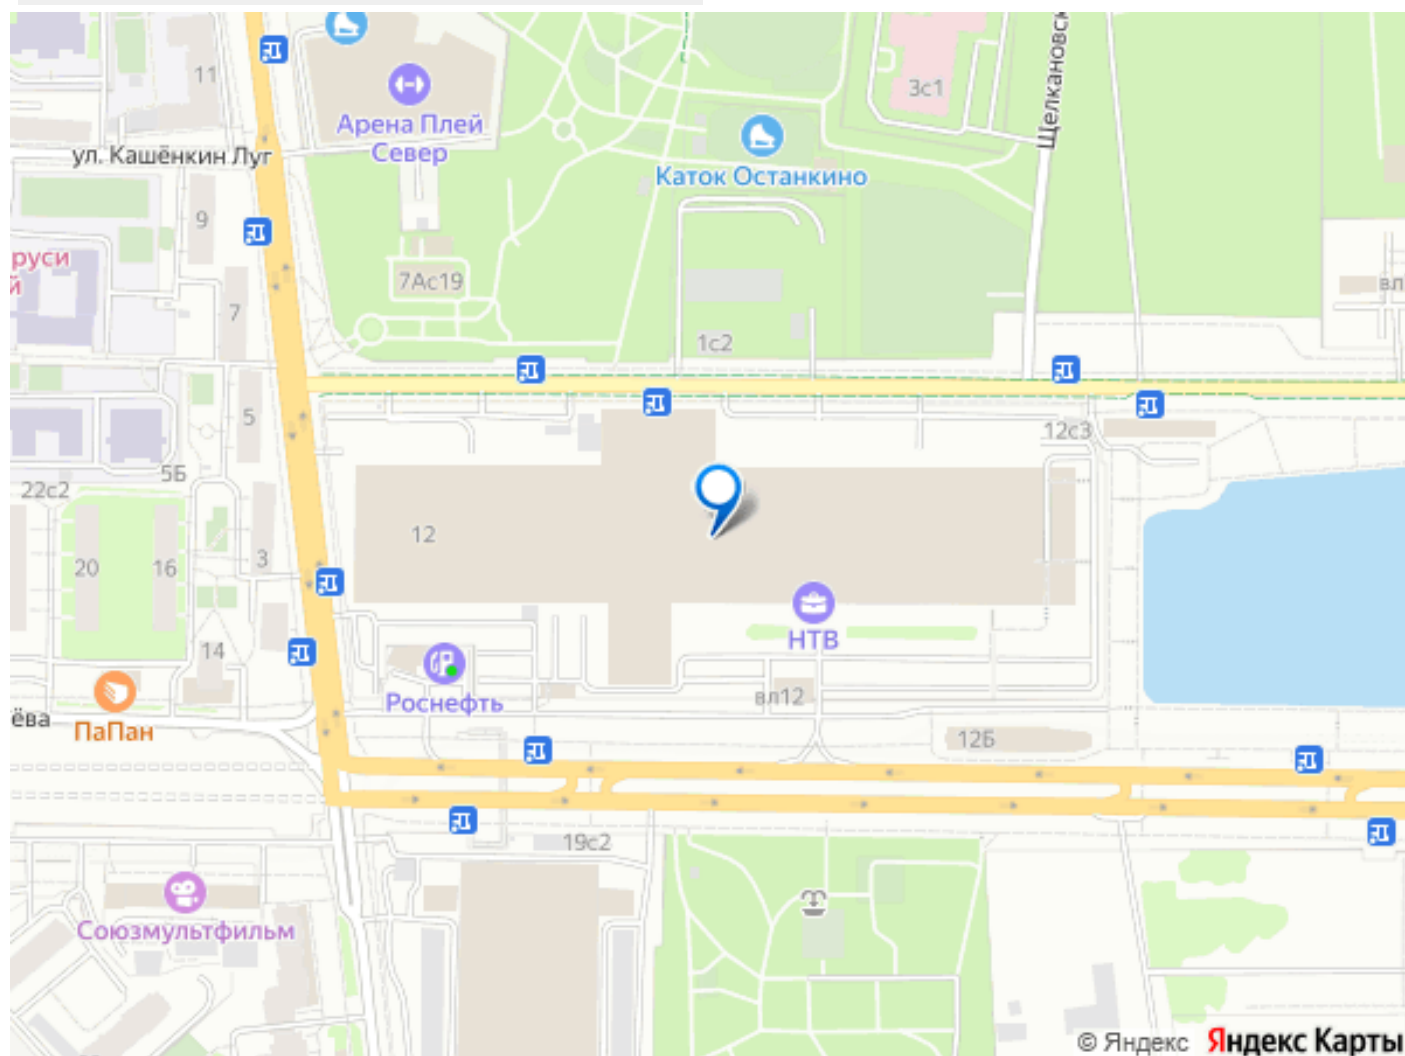 11
Арена Плей
Север
3с1
Щелкановск
ул. Кашёнкин Луг
Каток Останкино
9
руси
й
7Ас19
вл
7
1с2
5
12с3
5Б
22с2
12
3
20
16
НТВ
14
Роснефть
вл12
ёва
ПаПан
12Б
19с2
Союзмультфильм
© Яндекс Яндекс Карты